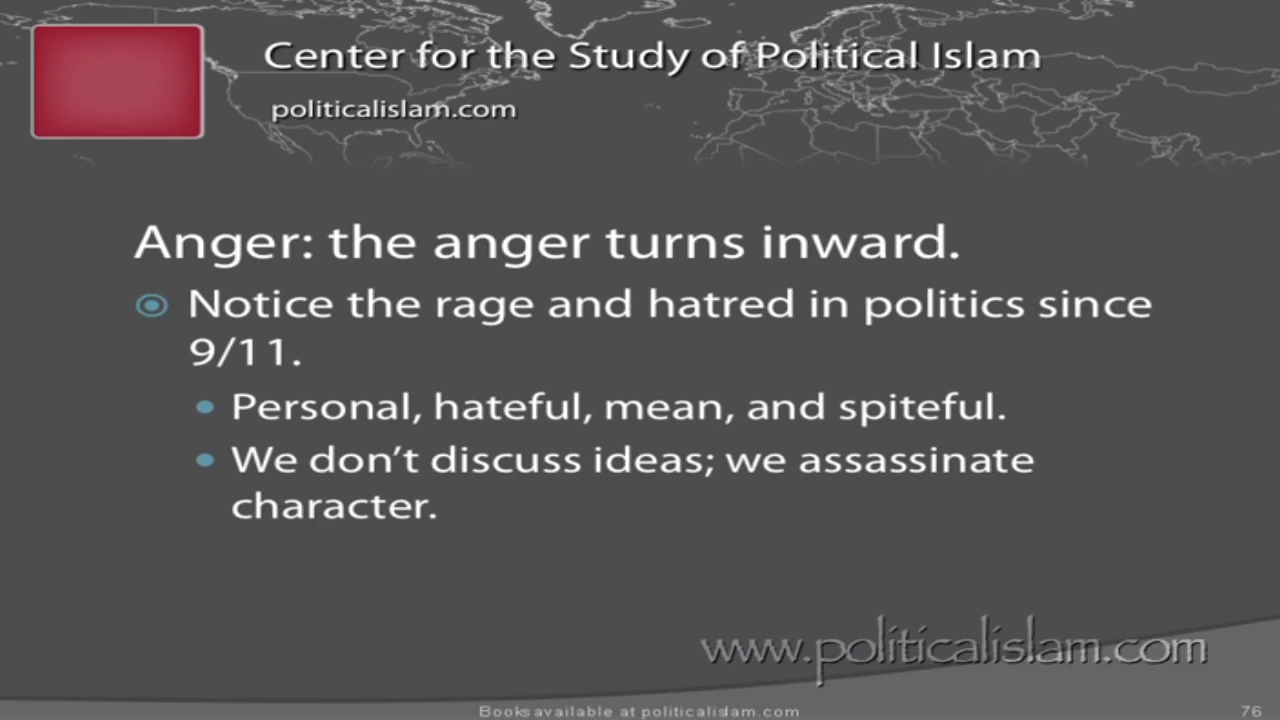 Center for the Study of Political Islam
politicalislam.com
Anger: the anger turns inward.
Notice the rage and hatred in politics since
9/11.
Personal, hateful, mean, and spiteful.
We don't discuss ideas; we assassinate
character.
www.politicalislam.com
Books available at politicalislam.com
76